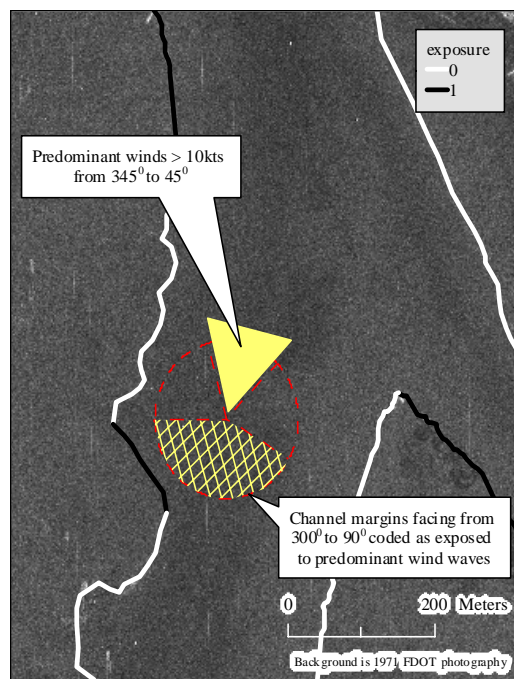 exposure
0
1
Predominant winds > 10kts
from 345⁰ to 45⁰
Channel margins facing from
300⁰ to 90⁰ coded as exposed
to predominant wind waves
0 200 Meters
Background is 1971 FDOT photography